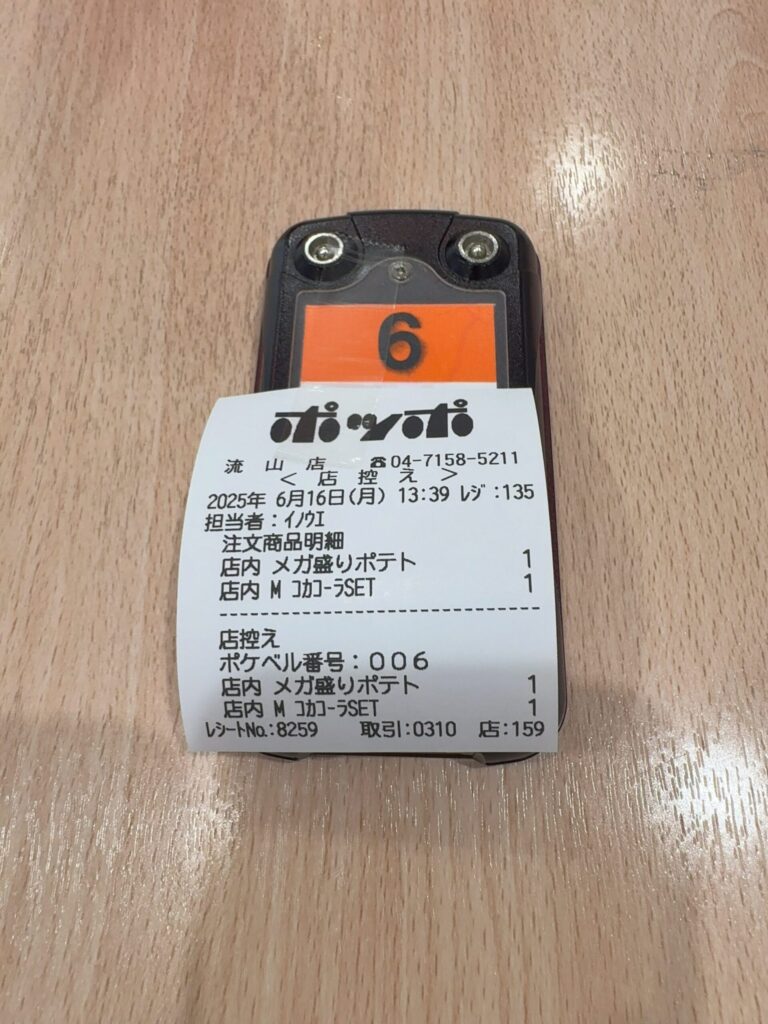 6
ポッポ
流山店 ☎04-7158-5211
＜店控え＞
2025年 6月16日(月) 13:39 ﾚｼﾞ:135
担当者:ｲﾉｳｴ
注文商品明細
店内 メガ盛りポテト 1
店内 M ｺｶｺｰﾗSET 1
店控え
ポケベル番号:006
店内 メガ盛りポテト 1
店内 M ｺｶｺｰﾗSET 1
ﾚｼｰﾄNo.:8259 取引:0310 店:159